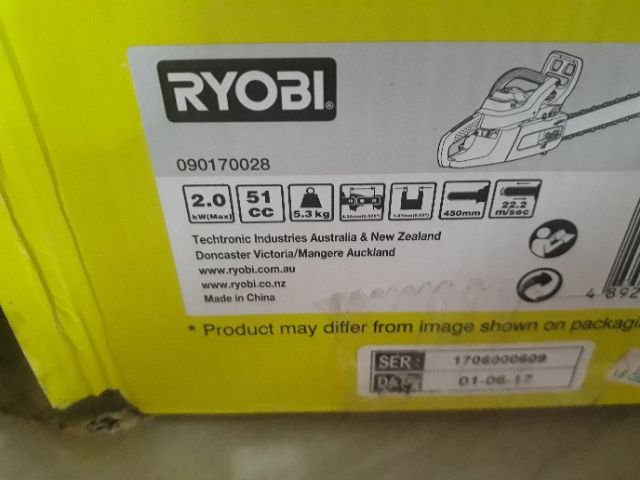 RYOBI®
090170028
2.0
kW(Max)
51
CC
5.3 kg
450mm
22.2
m/sec
Techtronic Industries Australia & New Zealand
Doncaster Victoria/Mangere Auckland
www.ryobi.com.au
www.ryobi.co.nz
Made in China
4 892
* Product may differ from image shown on packagi
SER: 1706000609
01-06-17